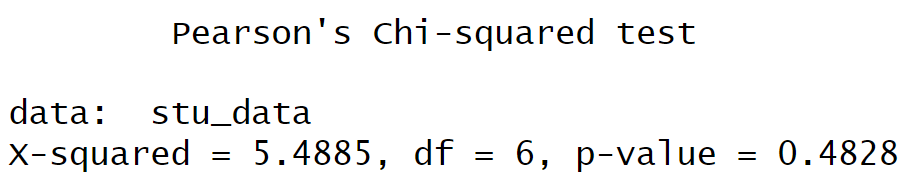 Pearson's Chi-squared test
data: stu_data
X-squared = 5.4885, df = 6, p-value = 0.4828